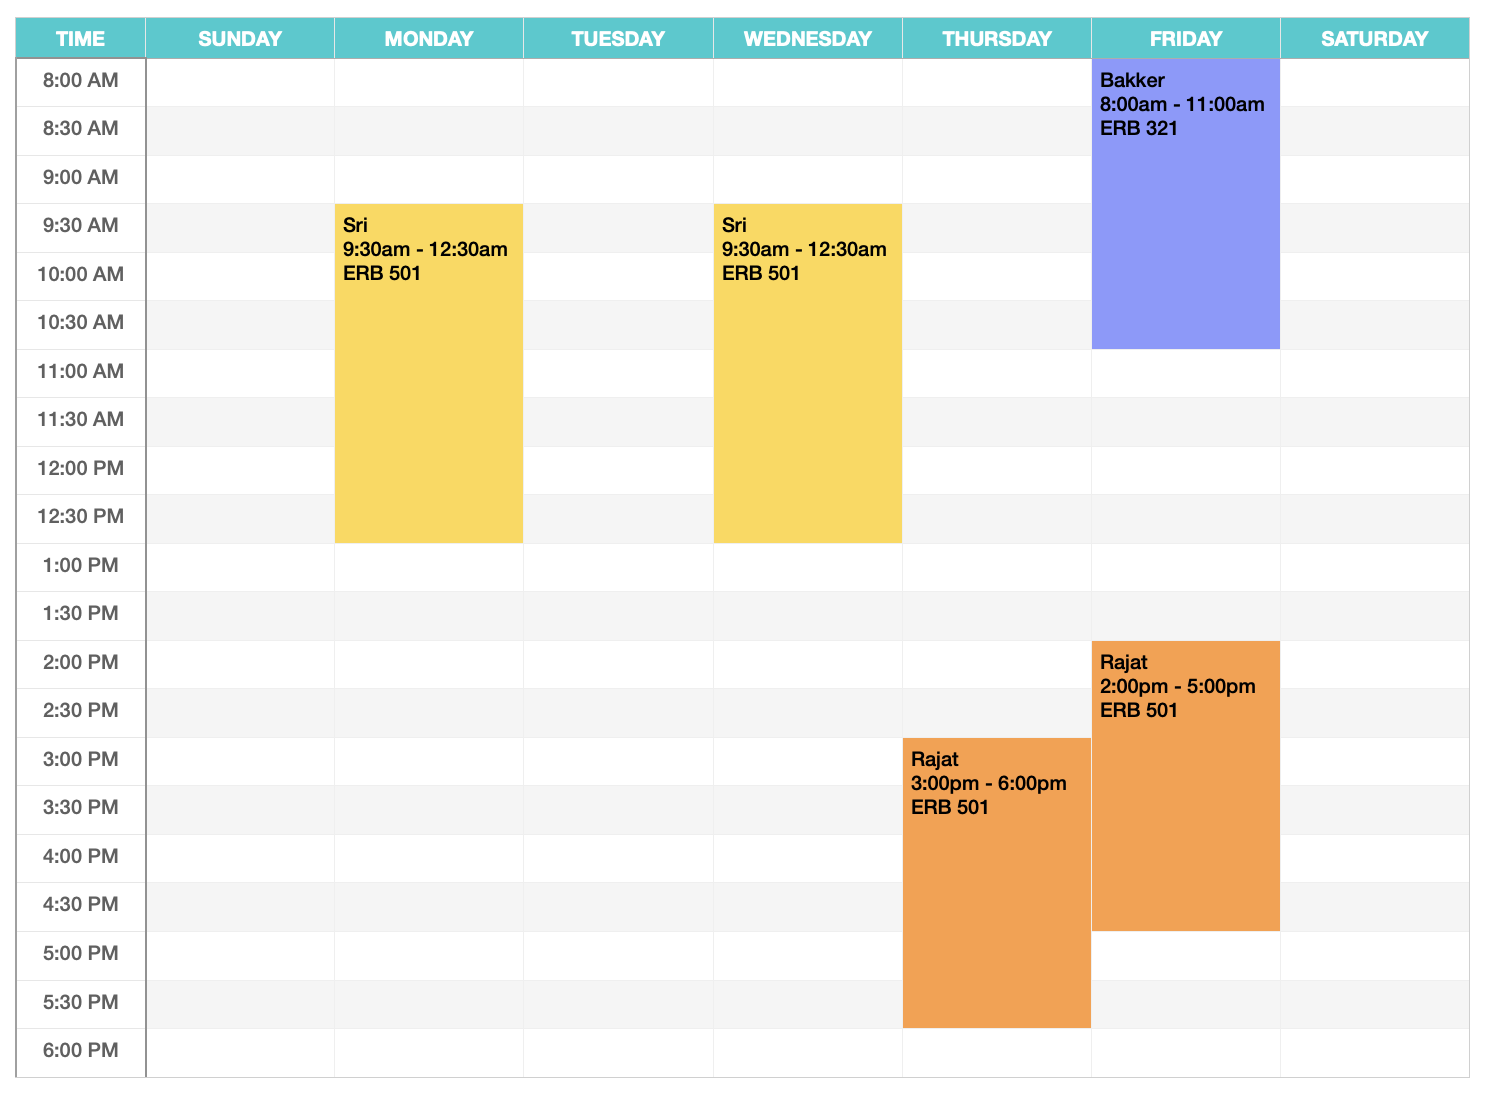 TIME SUNDAY MONDAY TUESDAY WEDNESDAY THURSDAY FRIDAY SATURDAY
8:00 AM
Bakker
8:00am - 11:00am
ERB 321
8:30 AM
9:00 AM
9:30 AM
Sri
9:30am - 12:30am
ERB 501
Sri
9:30am - 12:30am
ERB 501
10:00 AM
10:30 AM
11:00 AM
11:30 AM
12:00 PM
12:30 PM
1:00 PM
1:30 PM
2:00 PM
Rajat
2:00pm - 5:00pm
ERB 501
2:30 PM
3:00 PM
Rajat
3:00pm - 6:00pm
ERB 501
3:30 PM
4:00 PM
4:30 PM
5:00 PM
5:30 PM
6:00 PM